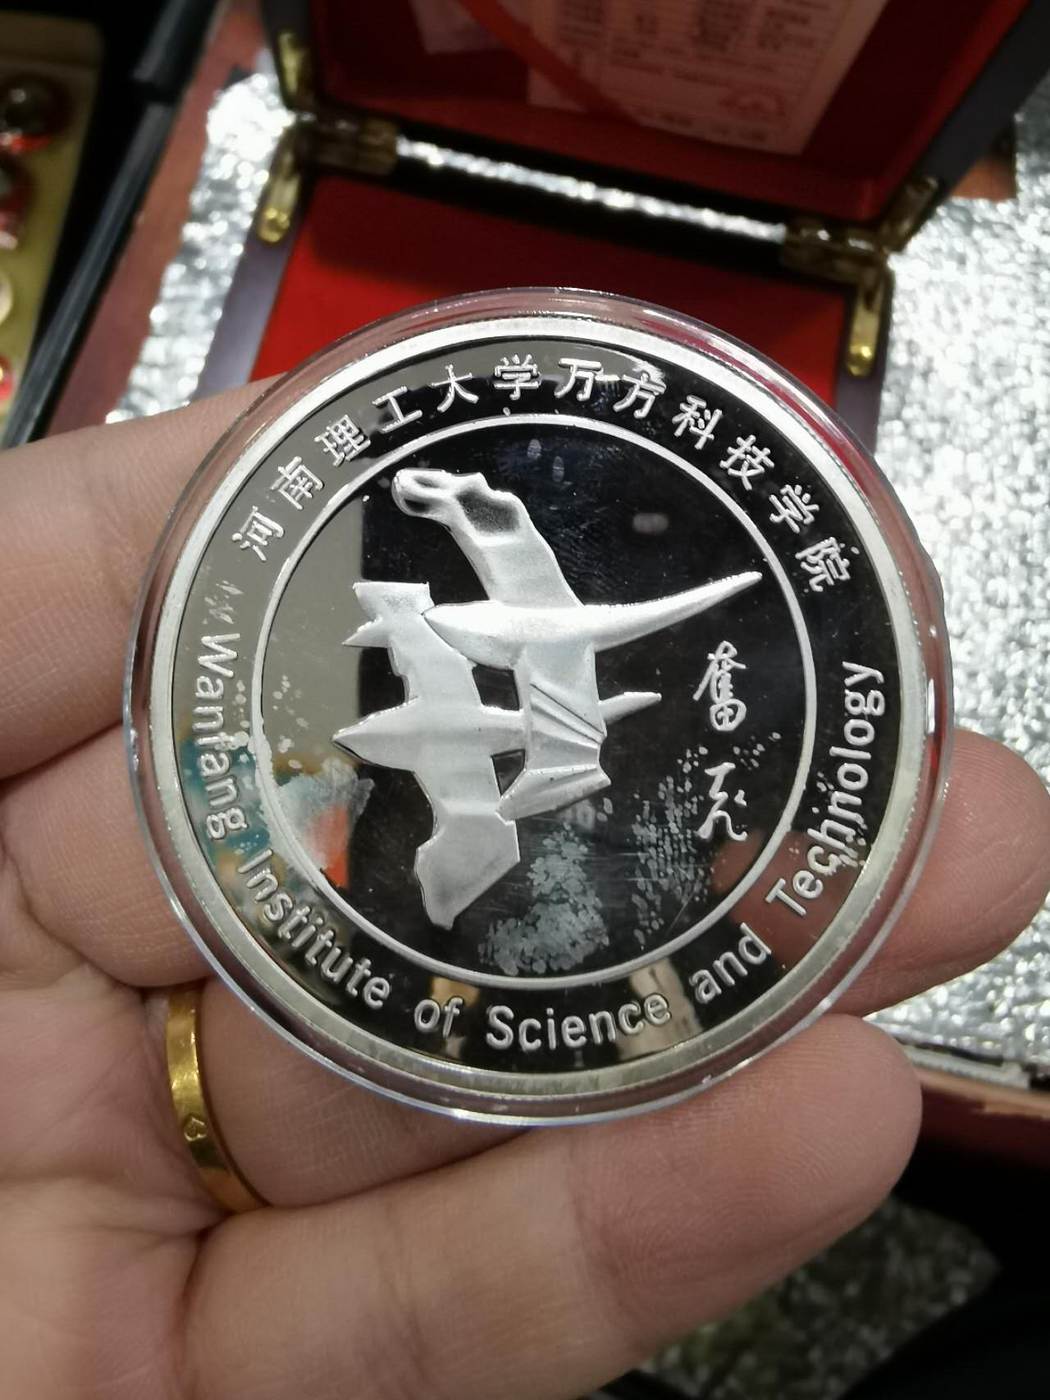 河南理工大学万方科技学院
奮飛
Wanfang Institute of Science and Technology